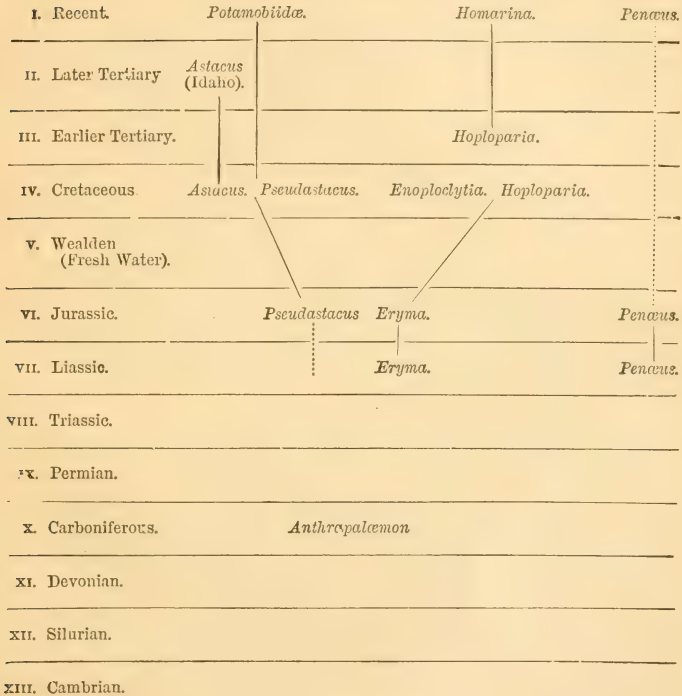 I. Recent. Potamobiidæ. Homarina. Penæus.
II. Later Tertiary Astacus
(Idaho).
III. Earlier Tertiary. Hoploparia.
IV. Cretaceous Astacus. Pseudastacus. Enoploclytia. Hoploparia.
V. Wealden
(Fresh Water).
VI. Jurassic. Pseudastacus Eryma. Penæus.
VII. Liassic. Eryma. Penæus.
VIII. Triassic.
IX. Permian.
X. Carboniferous. Anthrapalæmon
XI. Devonian.
XII. Silurian.
XIII. Cambrian.